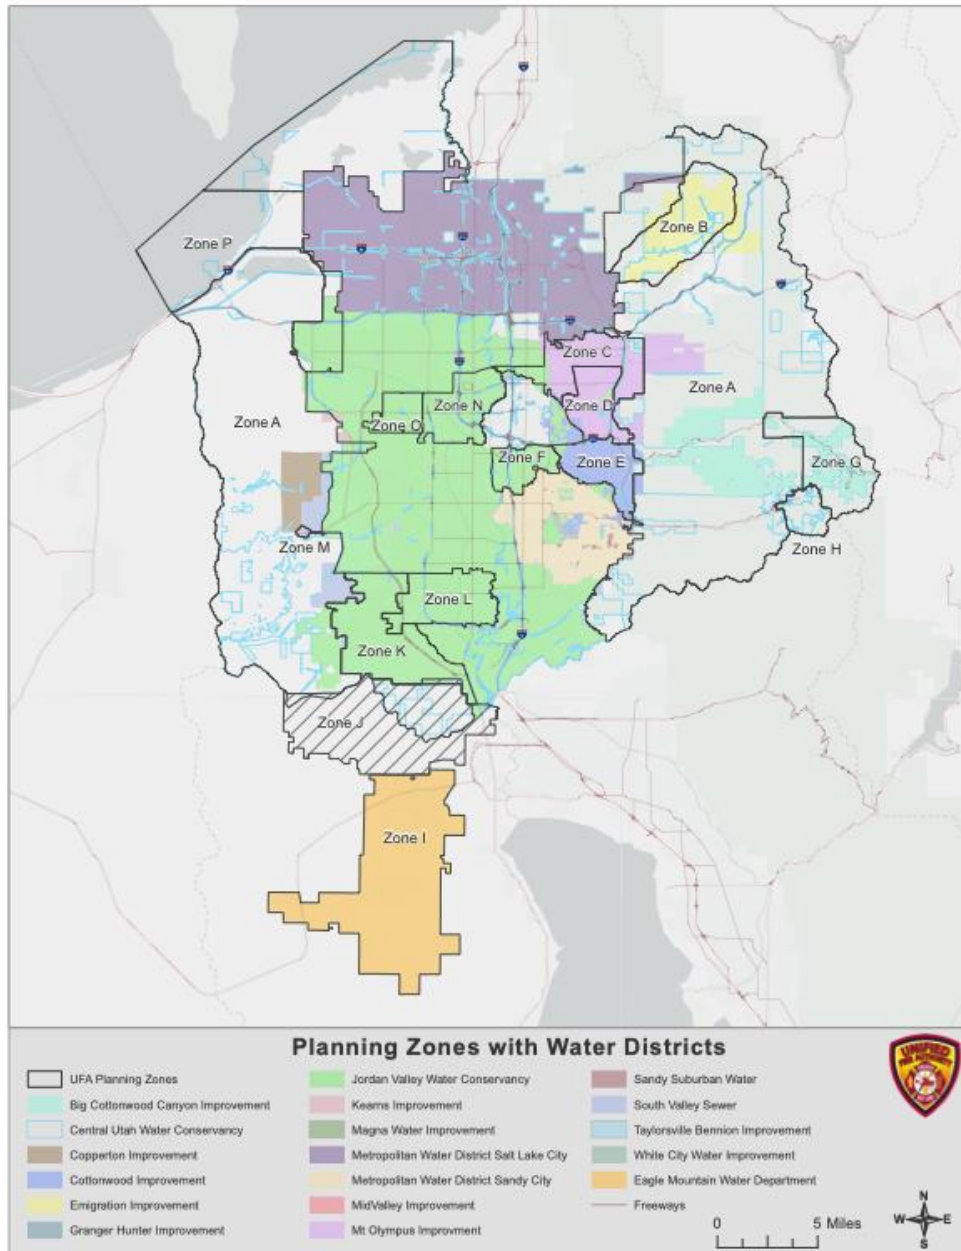 Zone P
Zone B
Zone C
Zone A
Zone N
Zone D
Zone O
Zone A
Zone F
Zone E
Zone G
Zone M
Zone H
Zone L
Zone K
Zone J
Zone I
Planning Zones with Water Districts
UFA Planning Zones
Big Cottonwood Canyon Improvement
Central Utah Water Conservancy
Copperton Improvement
Cottonwood Improvement
Emigration Improvement
Granger Hunter Improvement
Jordan Valley Water Conservancy
Kearns Improvement
Magna Water Improvement
Metropolitan Water District Salt Lake City
Metropolitan Water District Sandy City
MidValley Improvement
Mt Olympus Improvment
Sandy Suburban Water
South Valley Sewer
Taylorsville Bennion Improvement
White City Water Improvement
Eagle Mountain Water Department
Freeways
UNIFIED
FIRE AUTHORITY
0 5 Miles
N
W E
S